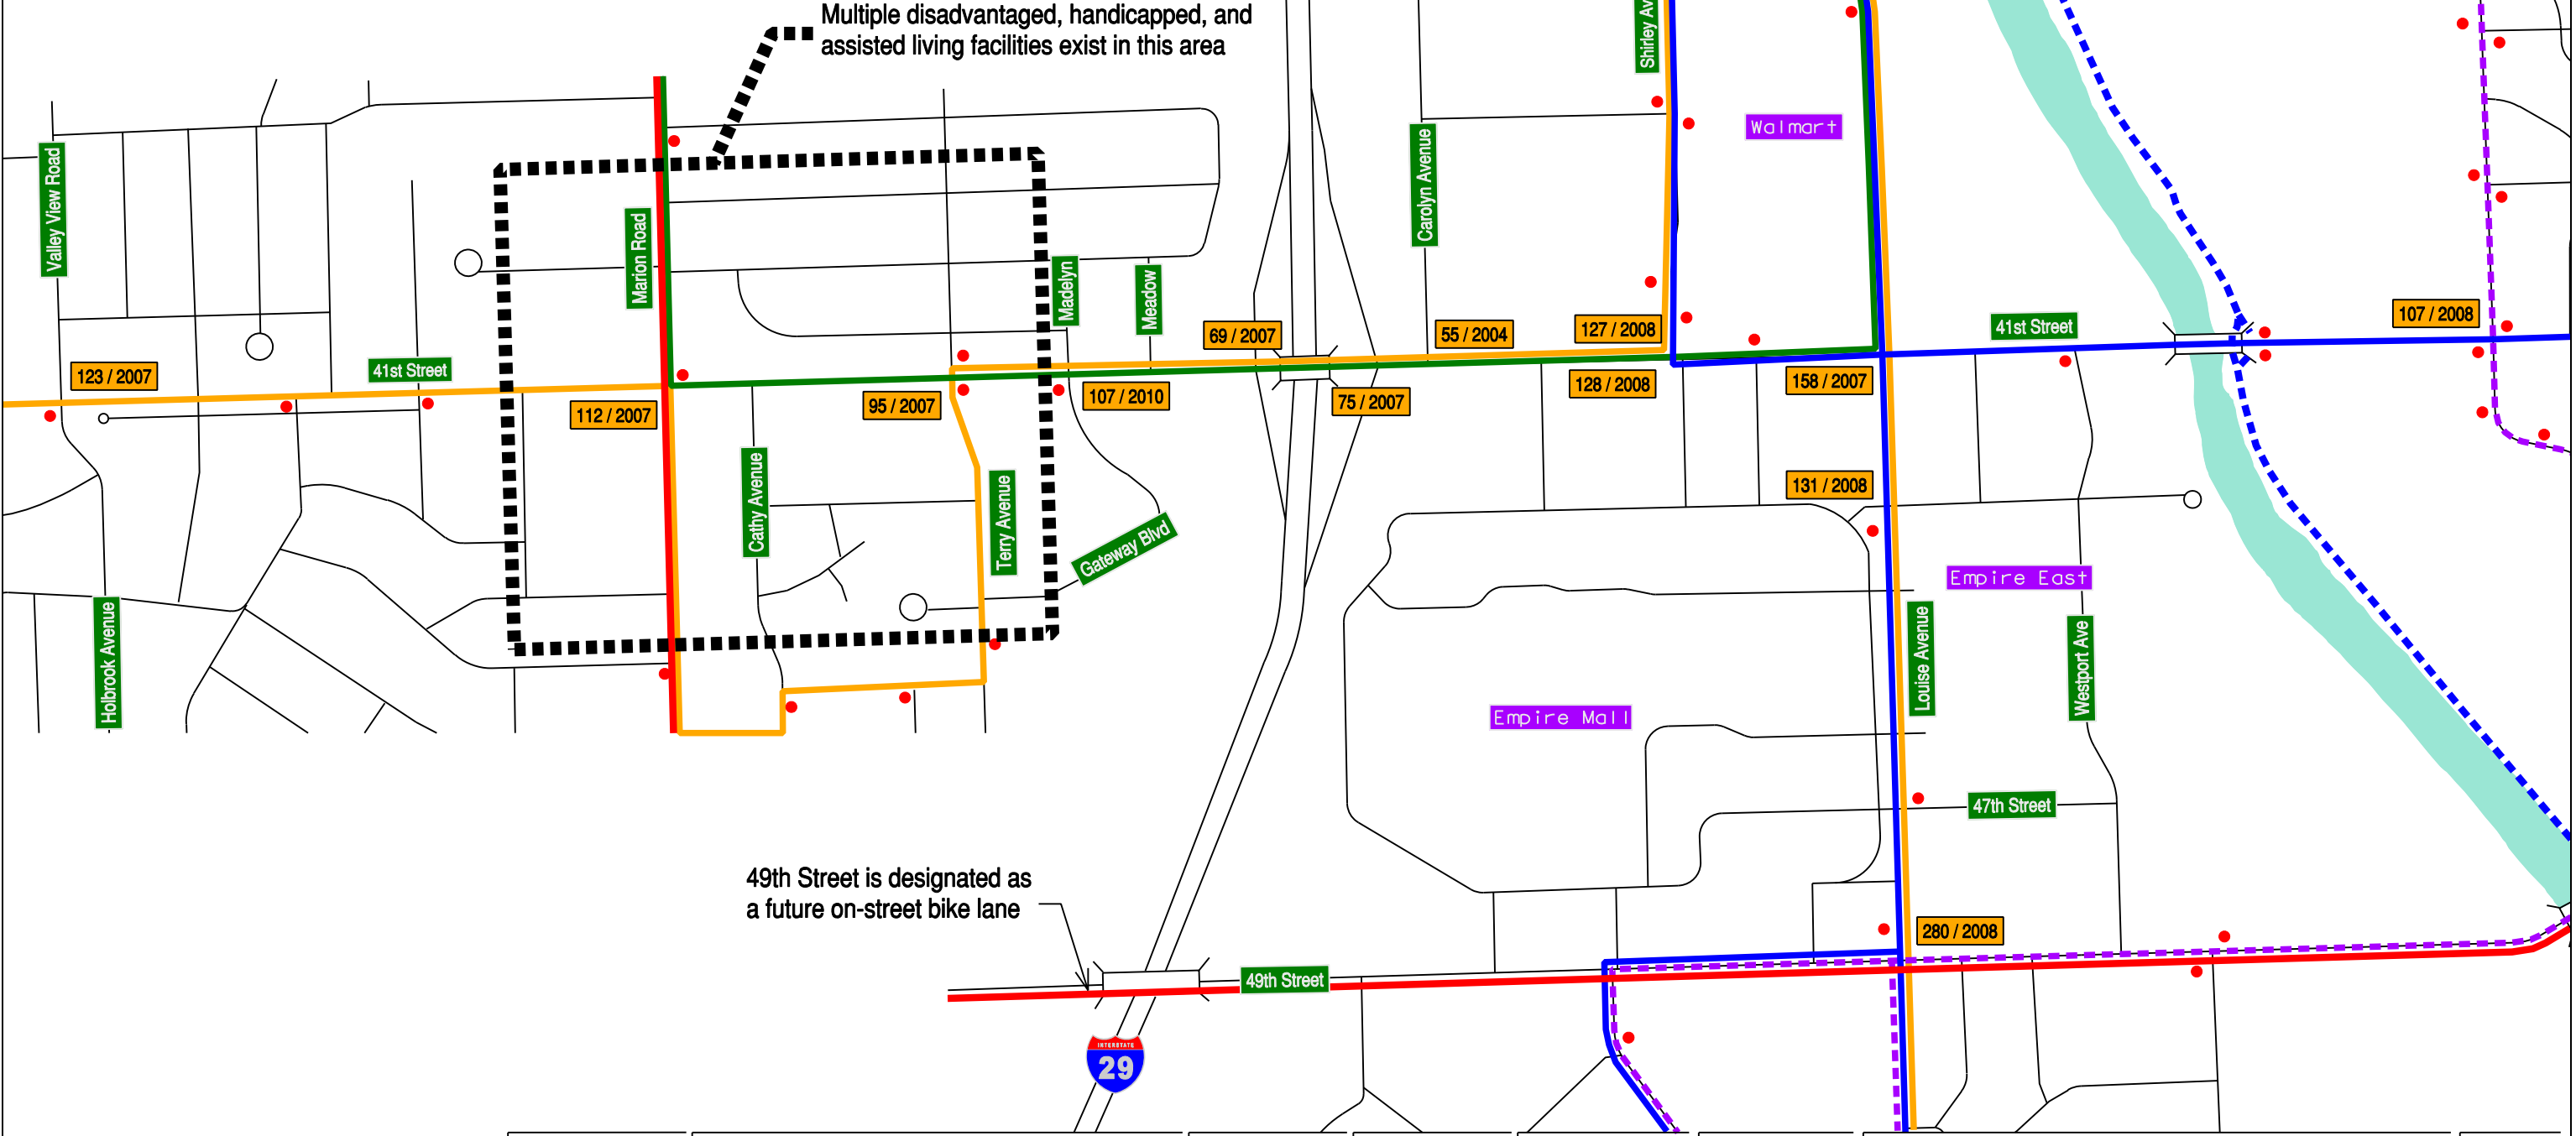 Multiple disadvantaged, handicapped, and
assisted living facilities exist in this area
Shirley Av
Walmart
Valley View Road
Marion Road
Carolyn Avenue
Madelyn
Meadow
69 / 2007
55 / 2004
127 / 2008
41st Street
107 / 2008
123 / 2007
41st Street
112 / 2007
95 / 2007
107 / 2010
75 / 2007
128 / 2008
158 / 2007
131 / 2008
Cathy Avenue
Terry Avenue
Gateway Blvd
Empire East
Holbrook Avenue
Louise Avenue
Westport Ave
Empire Mall
47th Street
49th Street is designated as
a future on-street bike lane
280 / 2008
49th Street
INTERSTATE
29